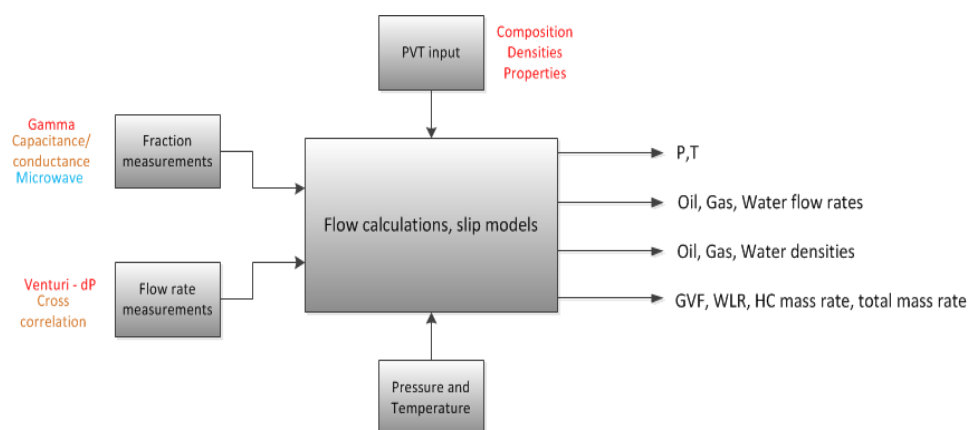 PVT input
Composition
Densities
Properties
Gamma
Capacitance/
conductance
Microwave
Fraction
measurements
Flow calculations, slip models
P,T
Oil, Gas, Water flow rates
Oil, Gas, Water densities
GVF, WLR, HC mass rate, total mass rate
Venturi - dP
Cross
correlation
Flow rate
measurements
Pressure and
Temperature